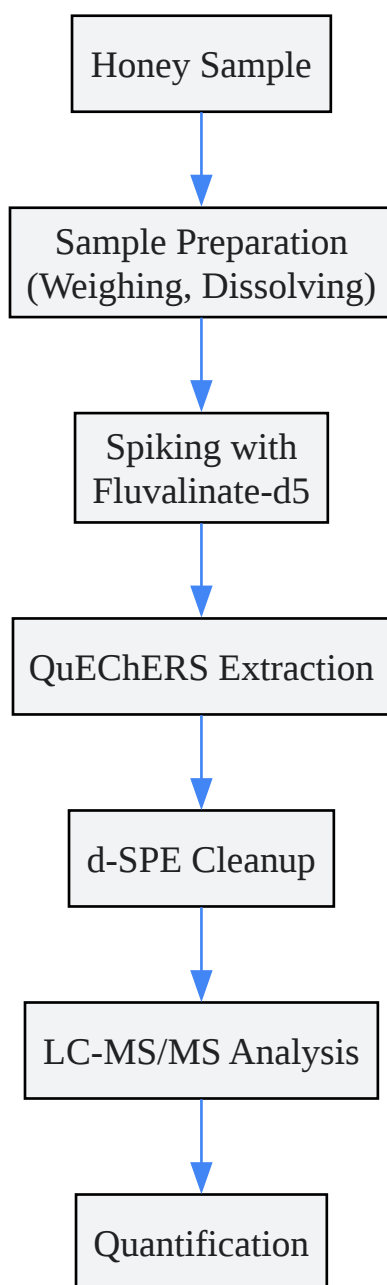 Honey Sample
Sample Preparation
(Weighing, Dissolving)
Spiking with
Fluvalinate-d5
QuEChERS Extraction
d-SPE Cleanup
LC-MS/MS Analysis
Quantification